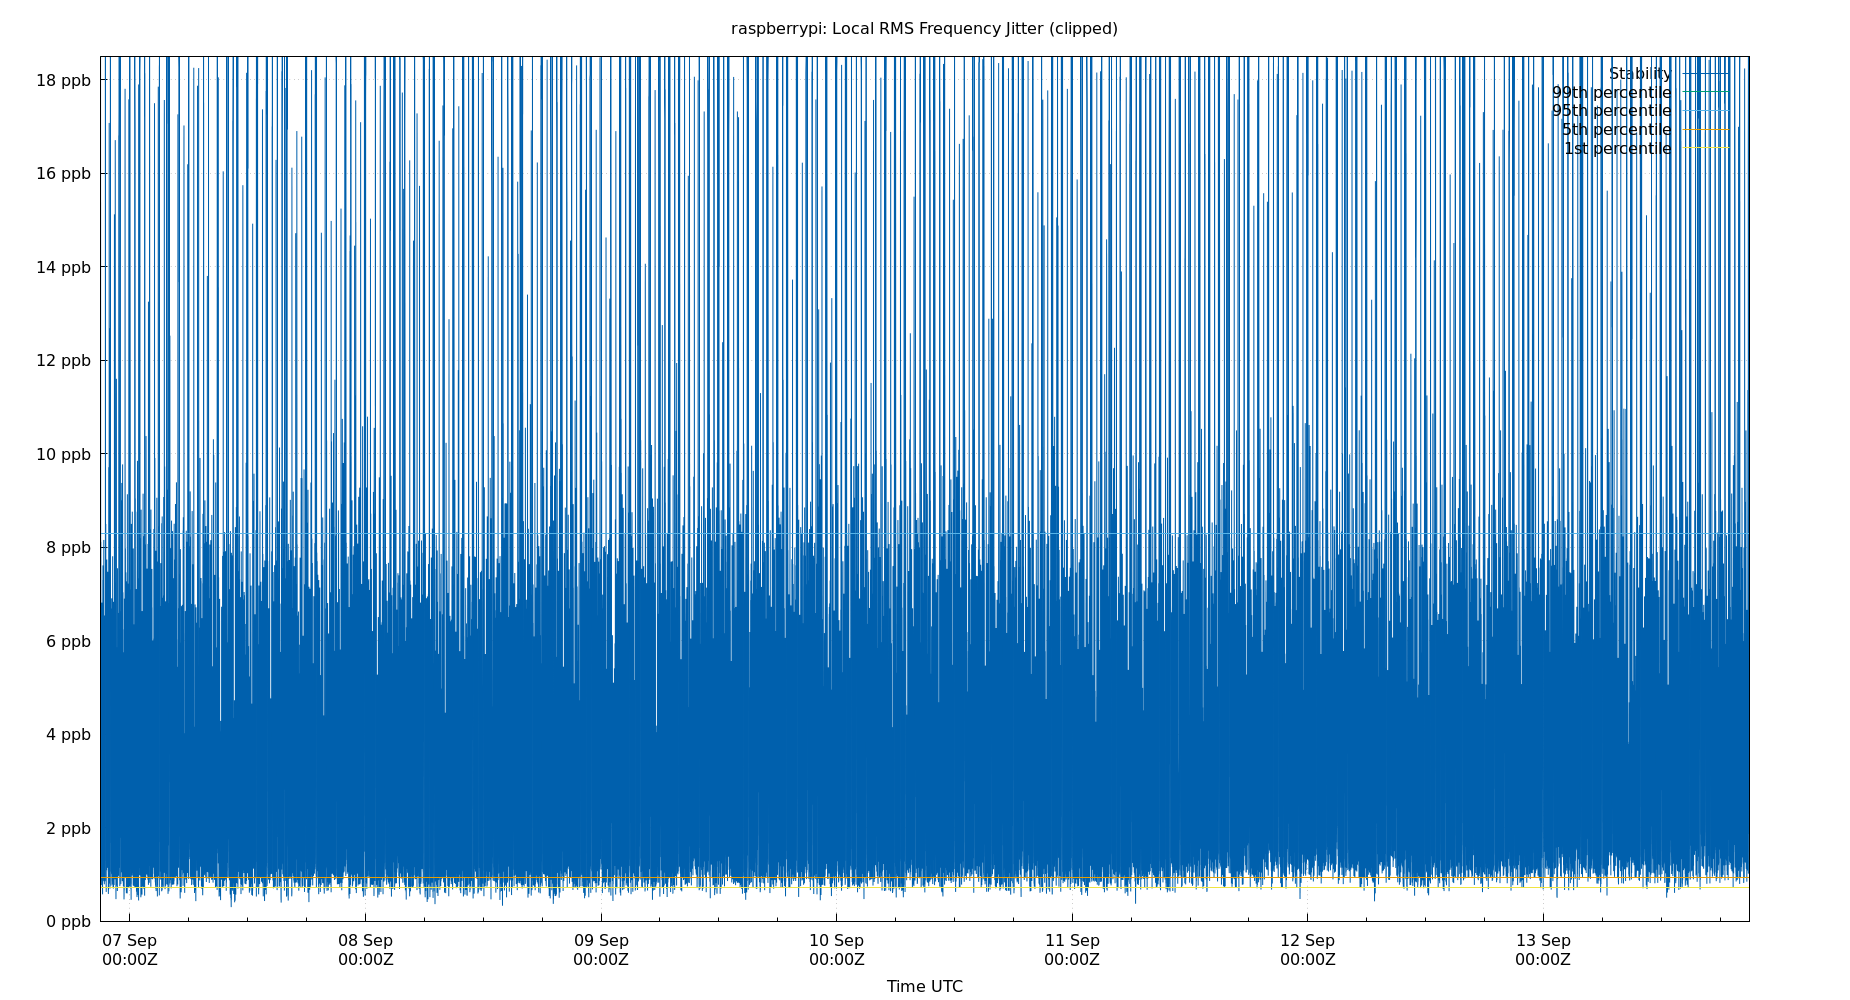 raspberrypi: Local RMS Frequency Jitter (clipped)
18 ppb
16 ppb
14 ppb
12 ppb
10 ppb
8 ppb
6 ppb
4 ppb
2 ppb
0 ppb
Stability
99th percentile
95th percentile
5th percentile
1st percentile
07 Sep
00:00Z
08 Sep
00:00Z
09 Sep
00:00Z
10 Sep
00:00Z
11 Sep
00:00Z
12 Sep
00:00Z
13 Sep
00:00Z
Time UTC